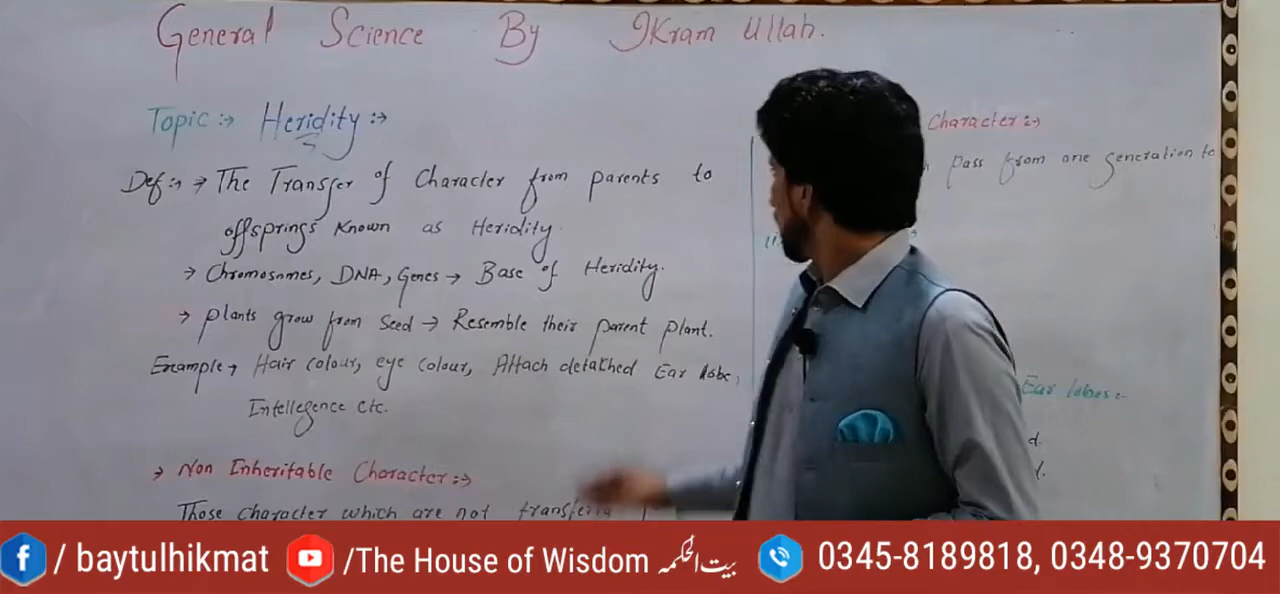 General Science By Ikram Ullah.
Topic:→ Heridity:→
Def:→ → The Transfer of Character from parents to
offsprings Known as Heridity.
→ Chromosomes, DNA, Genes → Base of Heridity.
→ plants grow from seed → Resemble their parent plant.
Example → Hair colour, eye colour, Attach detatched Ear lobe,
Intellegence etc.
→ Non Inheritable Character:→
Those character which are not
Character:→
pass from one generation to
Ear lobes:-
/ baytulhikmat
/The House of Wisdom بيت الحكمه
0345-8189818, 0348-9370704